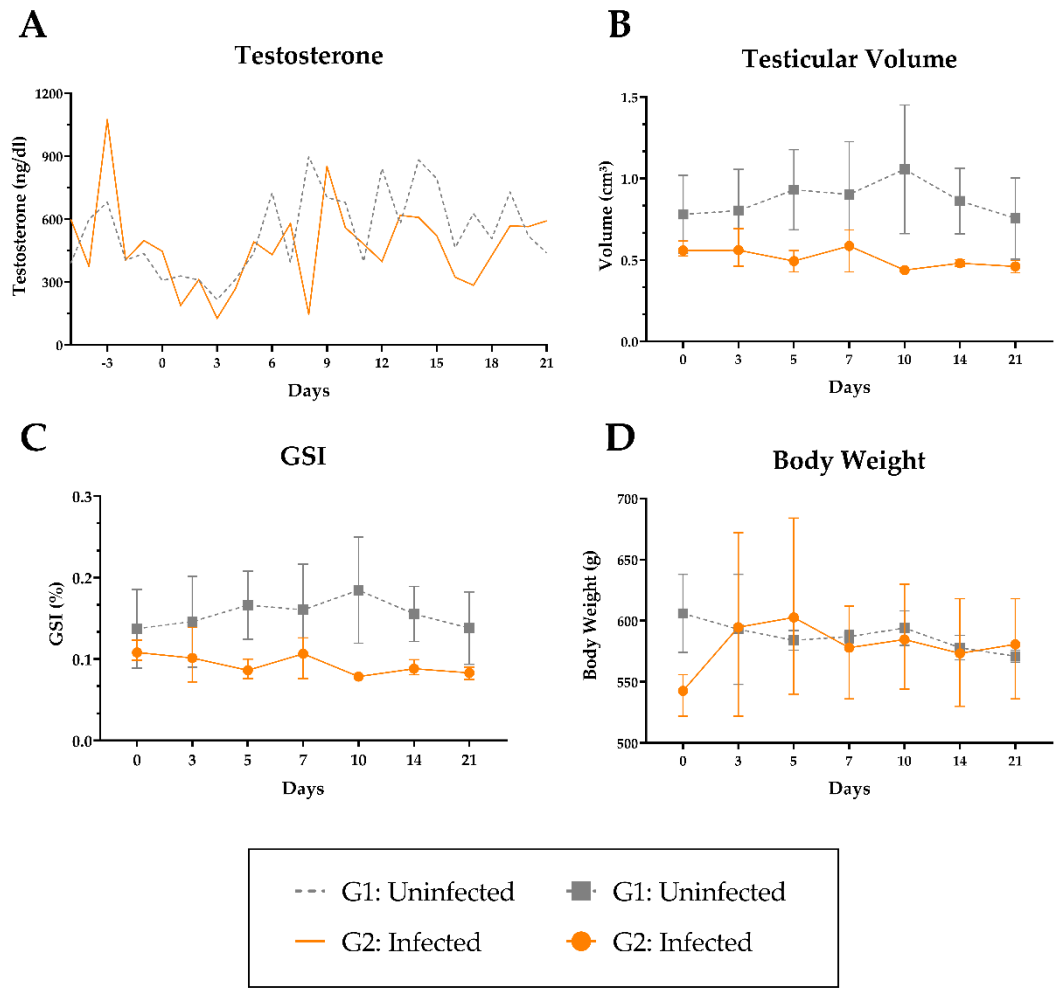 A
Testosterone
1200
900
600
300
0
Testosterone (ng/dl)
-3 0 3 6 9 12 15 18 21
Days
B
Testicular Volume
1.5
1.0
0.5
0.0
Volume (cm³)
0 3 5 7 10 14 21
Days
C
GSI
0.3
0.2
0.1
0.0
GSI (%)
0 3 5 7 10 14 21
Days
D
Body Weight
700
650
600
550
500
Body Weight (g)
0 3 5 7 10 14 21
Days
G1: Uninfected G1: Uninfected
G2: Infected G2: Infected